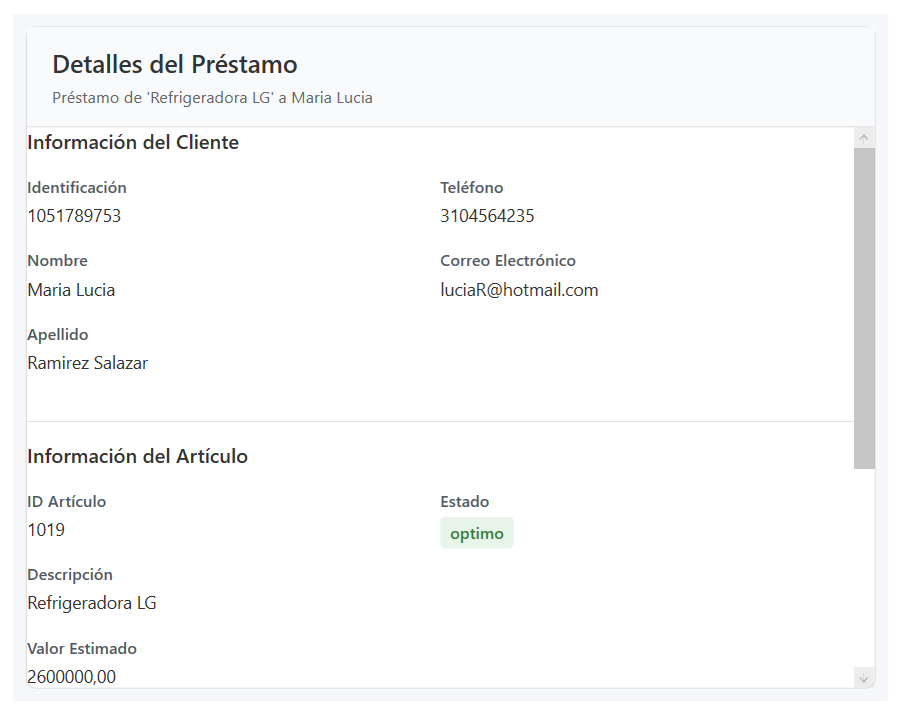 Detalles del Préstamo
Préstamo de 'Refrigeradora LG' a Maria Lucia
Información del Cliente
Identificación
1051789753
Teléfono
3104564235
Nombre
Maria Lucia
Correo Electrónico
luciaR@hotmail.com
Apellido
Ramirez Salazar
Información del Artículo
ID Artículo
1019
Estado
optimo
Descripción
Refrigeradora LG
Valor Estimado
2600000,00